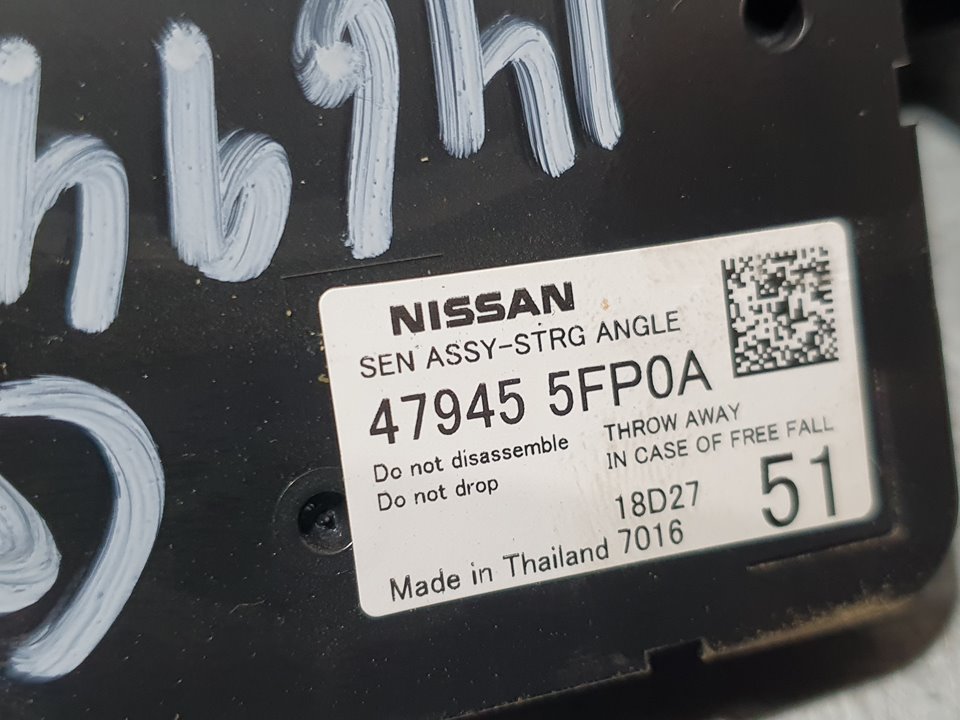 NISSAN
SEN ASSY-STRG ANGLE
47945 5FP0A
Do not disassemble
Do not drop
THROW AWAY
IN CASE OF FREE FALL
18D27
7016
51
Made in Thailand